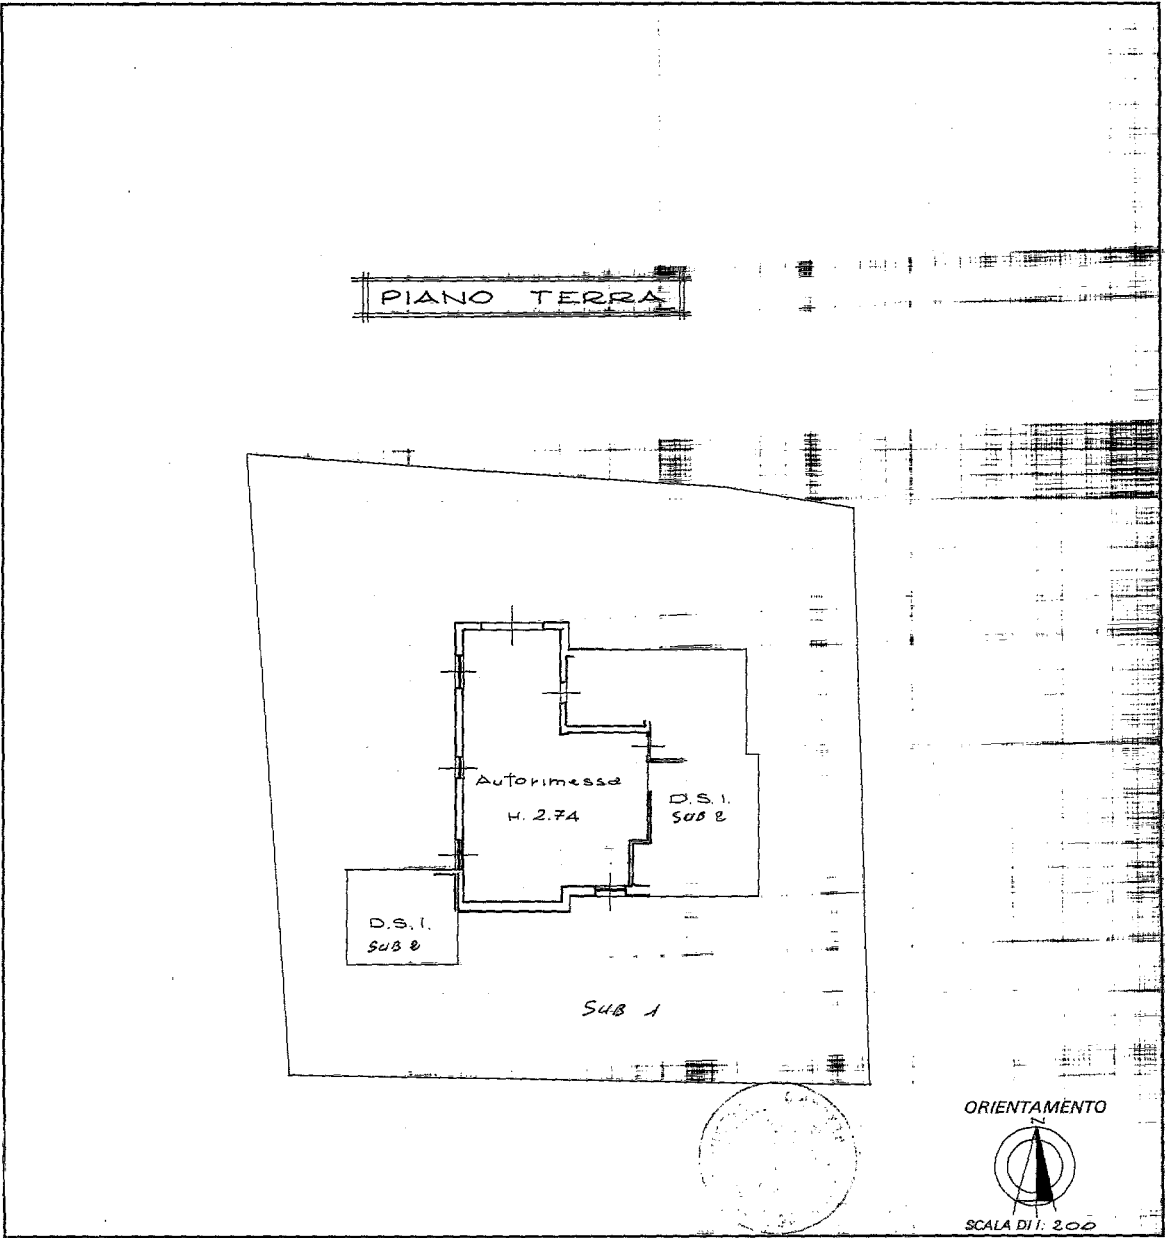 PIANO TERRA
Autorimessa
H. 2.74
D.S.I.
SUB 2
D.S.I.
SUB 2
SUB 1
ORIENTAMENTO
N
SCALA DI 1: 200